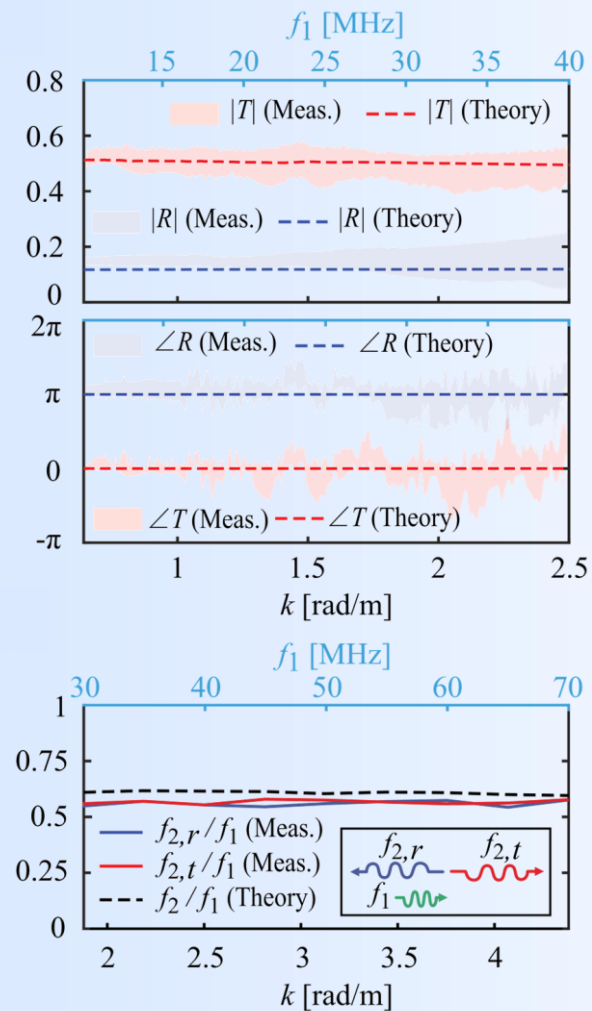 f1 [MHz]
15 20 25 30 35 40
0.8
|T| (Meas.) |T| (Theory)
0.6
0.4
|R| (Meas.) |R| (Theory)
0.2
0
2π
∠R (Meas.) ∠R (Theory)
π
0
∠T (Meas.) ∠T (Theory)
-π
1 1.5 2 2.5
k [rad/m]
f1 [MHz]
30 40 50 60 70
1
0.75
0.5
f2,r/f1 (Meas.)
f2,t/f1 (Meas.)
f2/f1 (Theory)
f2,r f2,t
f1
0.25
0
2 2.5 3 3.5 4
k [rad/m]